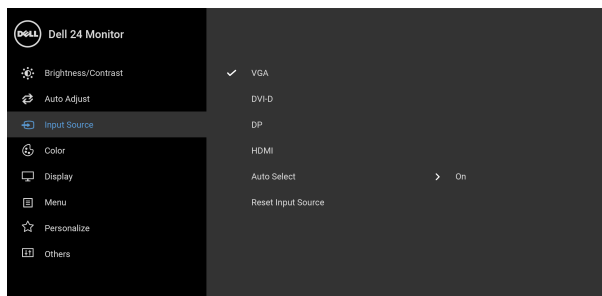 DELL Dell 24 Monitor
Brightness/Contrast
Auto Adjust
Input Source
Color
Display
Menu
Personalize
Others
VGA
DVI-D
DP
HDMI
Auto Select On
Reset Input Source